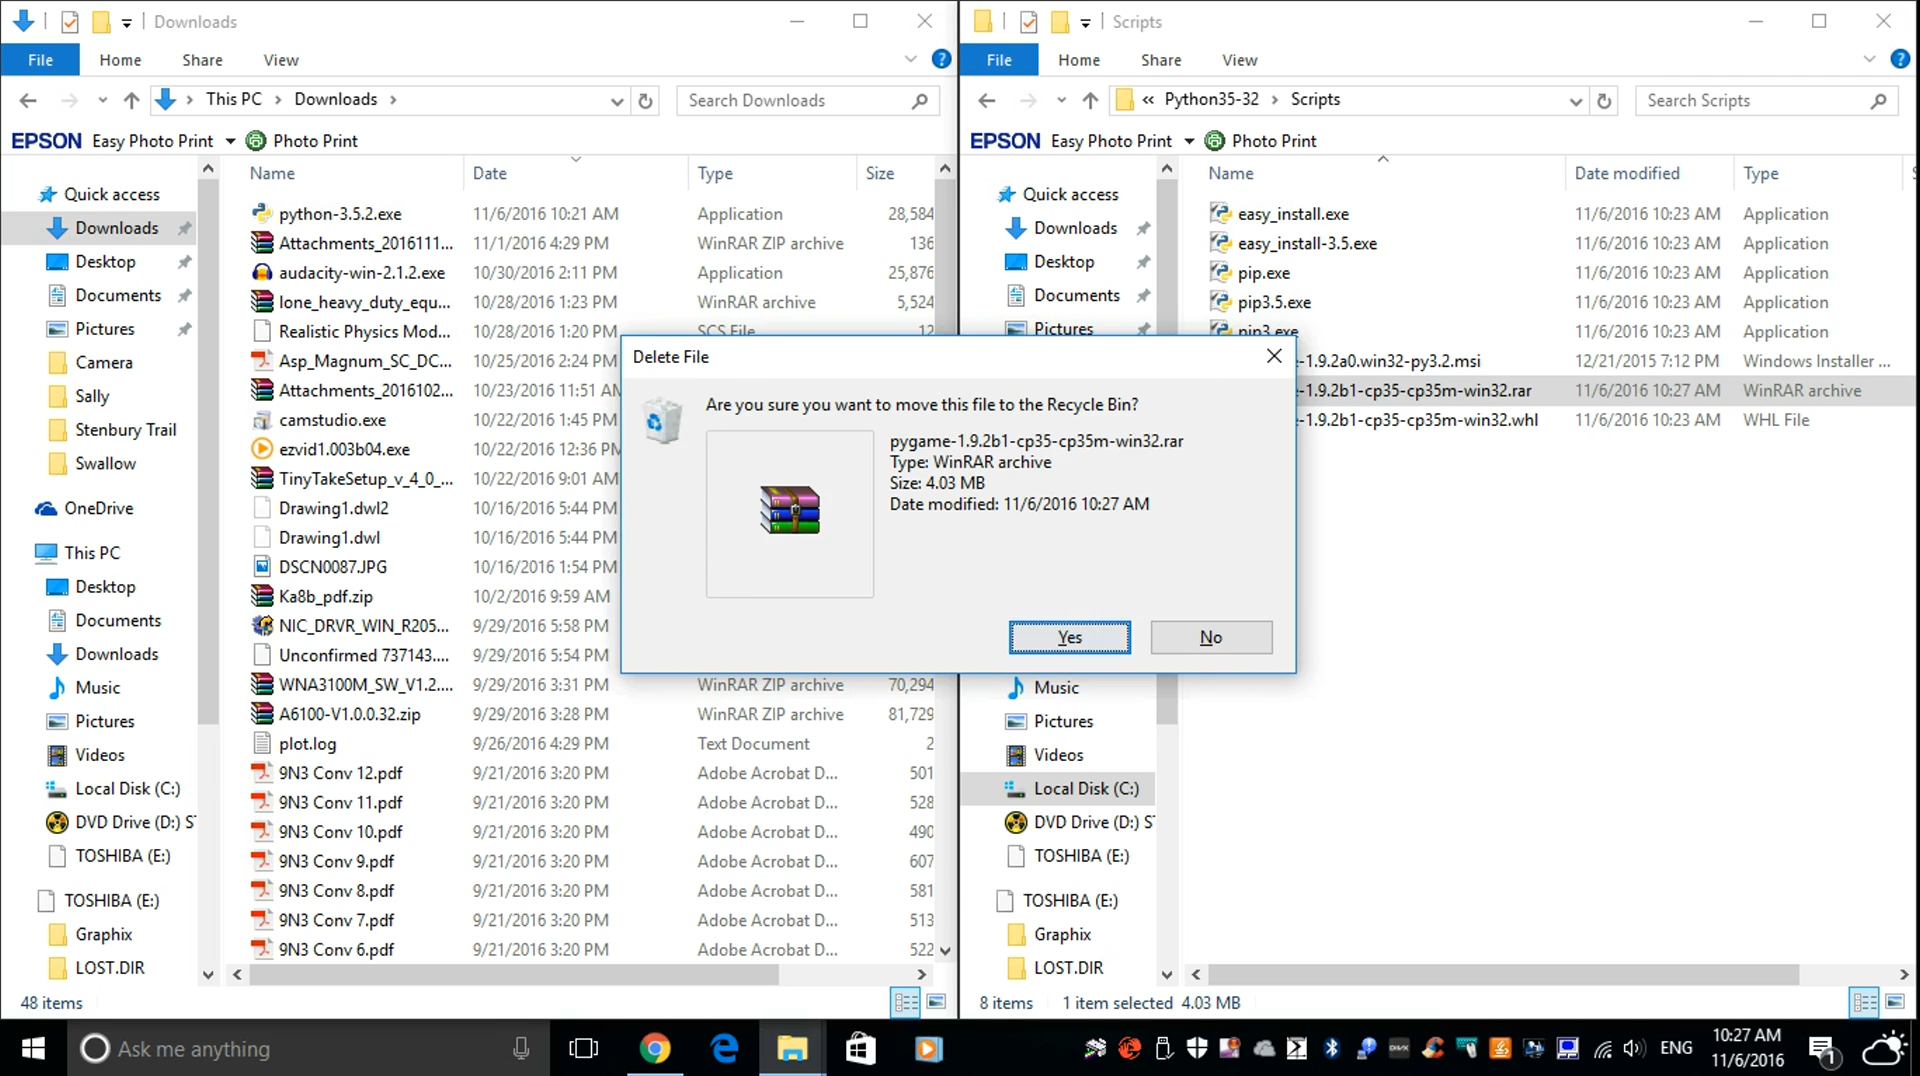 Downloads
File Home Share View
This PC Downloads
Search Downloads
EPSON Easy Photo Print Photo Print
Quick access
Downloads
Desktop
Documents
Pictures
Camera
Sally
Stenbury Trail
Swallow
OneDrive
This PC
Desktop
Documents
Downloads
Music
Pictures
Videos
Local Disk (C:)
DVD Drive (D:) S
TOSHIBA (E:)
TOSHIBA (E:)
Graphix
LOST.DIR
Name Date Type Size
python-3.5.2.exe 11/6/2016 10:21 AM Application 28,584
Attachments_2016111... 11/1/2016 4:29 PM WinRAR ZIP archive 136
audacity-win-2.1.2.exe 10/30/2016 2:11 PM Application 25,876
lone_heavy_duty_equ... 10/28/2016 1:23 PM WinRAR archive 5,524
Realistic Physics Mod... 10/28/2016 1:20 PM SCS File 12
Asp_Magnum_SC_DC... 10/25/2016 2:24 PM
Attachments_2016102... 10/23/2016 11:51 AM
camstudio.exe 10/22/2016 1:45 PM
ezvid1.003b04.exe 10/22/2016 12:36 PM
TinyTakeSetup_v_4_0_... 10/22/2016 9:01 AM
Drawing1.dwl2 10/16/2016 5:44 PM
Drawing1.dwl 10/16/2016 5:44 PM
DSCN0087.JPG 10/16/2016 1:54 PM
Ka8b_pdf.zip 10/2/2016 9:59 AM
NIC_DRVR_WIN_R205... 9/29/2016 5:58 PM
Unconfirmed 737143.... 9/29/2016 5:54 PM
WNA3100M_SW_V1.2.... 9/29/2016 3:31 PM WinRAR ZIP archive 70,294
A6100-V1.0.0.32.zip 9/29/2016 3:28 PM WinRAR ZIP archive 81,729
plot.log 9/26/2016 4:29 PM Text Document 2
9N3 Conv 12.pdf 9/21/2016 3:20 PM Adobe Acrobat D... 501
9N3 Conv 11.pdf 9/21/2016 3:20 PM Adobe Acrobat D... 528
9N3 Conv 10.pdf 9/21/2016 3:20 PM Adobe Acrobat D... 490
9N3 Conv 9.pdf 9/21/2016 3:20 PM Adobe Acrobat D... 607
9N3 Conv 8.pdf 9/21/2016 3:20 PM Adobe Acrobat D... 581
9N3 Conv 7.pdf 9/21/2016 3:20 PM Adobe Acrobat D... 513
9N3 Conv 6.pdf 9/21/2016 3:20 PM Adobe Acrobat D... 522
48 items
Delete File
Are you sure you want to move this file to the Recycle Bin?
pygame-1.9.2b1-cp35-cp35m-win32.rar
Type: WinRAR archive
Size: 4.03 MB
Date modified: 11/6/2016 10:27 AM
Yes No
Scripts
File Home Share View
« Python35-32 Scripts
Search Scripts
EPSON Easy Photo Print Photo Print
Quick access
Downloads
Desktop
Documents
Pictures
Music
Pictures
Videos
Local Disk (C:)
DVD Drive (D:) S
TOSHIBA (E:)
TOSHIBA (E:)
Graphix
LOST.DIR
Name Date modified Type
easy_install.exe 11/6/2016 10:23 AM Application
easy_install-3.5.exe 11/6/2016 10:23 AM Application
pip.exe 11/6/2016 10:23 AM Application
pip3.5.exe 11/6/2016 10:23 AM Application
pip3.exe 11/6/2016 10:23 AM Application
-1.9.2a0.win32-py3.2.msi 12/21/2015 7:12 PM Windows Installer ...
-1.9.2b1-cp35-cp35m-win32.rar 11/6/2016 10:27 AM WinRAR archive
-1.9.2b1-cp35-cp35m-win32.whl 11/6/2016 10:23 AM WHL File
8 items 1 item selected 4.03 MB
Ask me anything
ENG
10:27 AM
11/6/2016
1